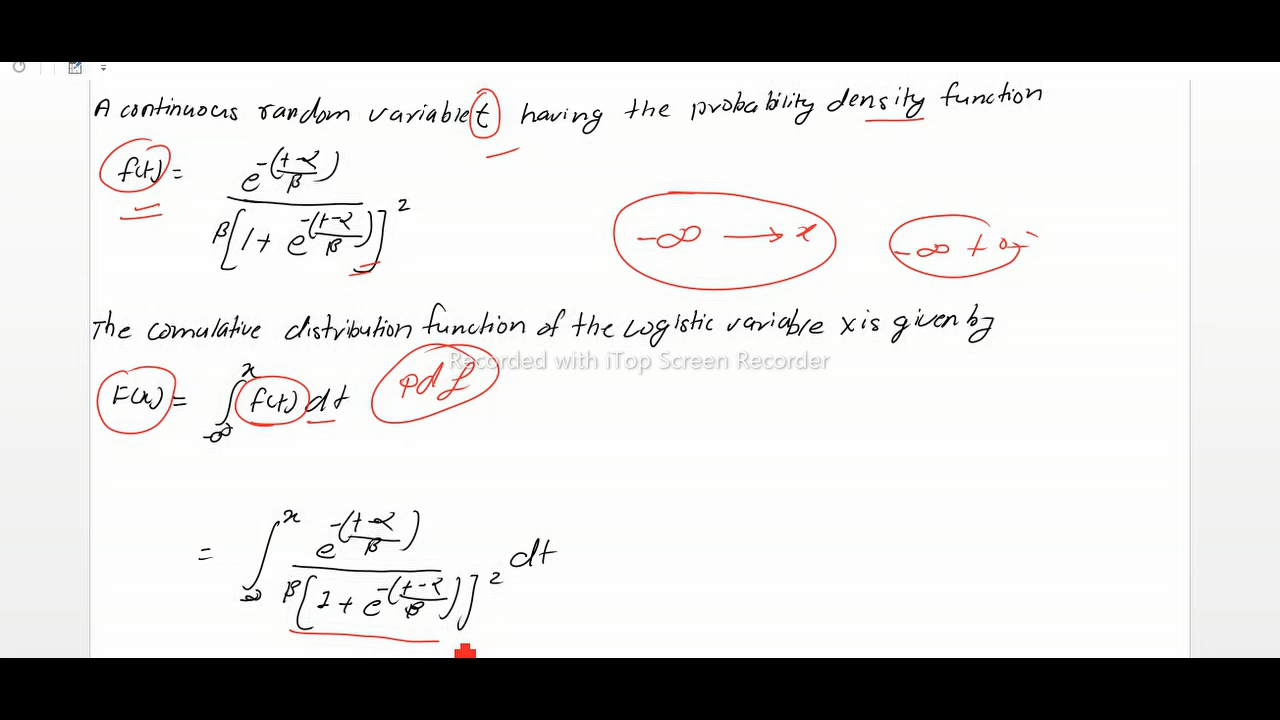 A continuous random variable t having the probability density function
f(t) = e^-(t-α/β) / β[1 + e^-(t-α/β)]^2
-∞ → x
The comulative distribution function of the Logistic variable x is given by
Recorded with iTop Screen Recorder
F(x) = ∫_{-∞}^{x} f(t) dt
pdf
= ∫_{-∞}^{x} e^-(t-α/β) / β[1 + e^-(t-α/β)]^2 dt